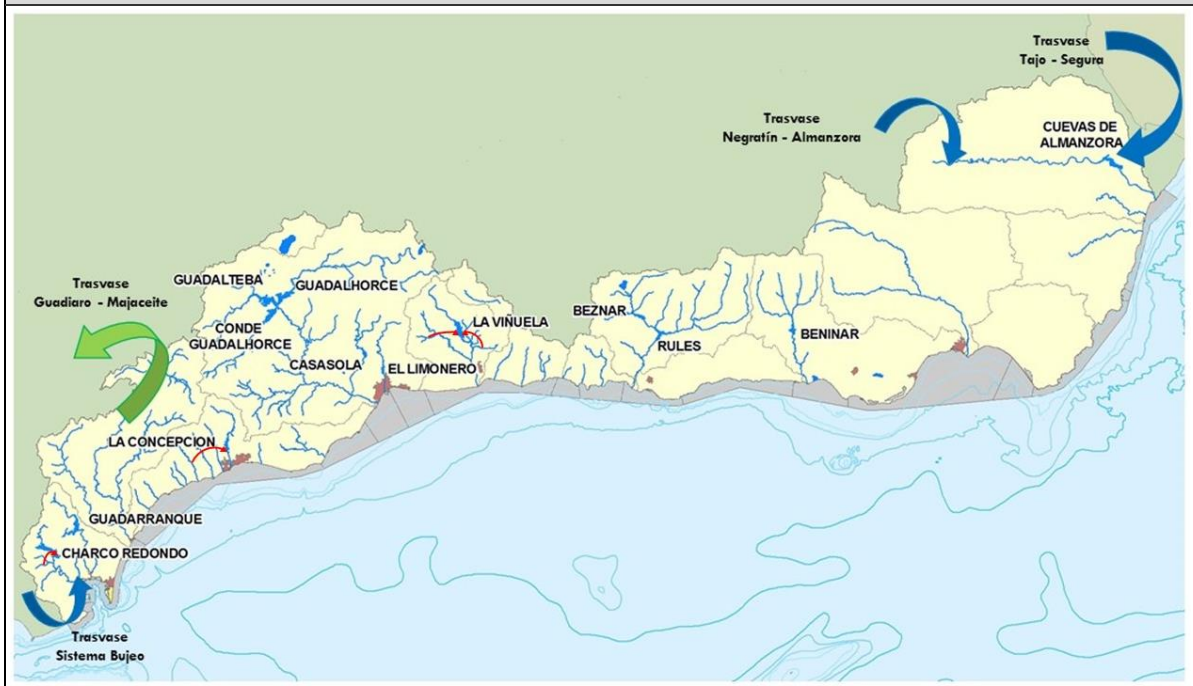 Trasvase
Tajo - Segura
Trasvase
Negratín - Almanzora
CUEVAS DE
ALMANZORA
Trasvase
Guadiaro - Majaceite
GUADALTEBA
GUADALHORCE
CONDE
GUADALHORCE
CASASOLA
EL LIMONERO
LA VIÑUELA
BEZNAR
RULES
BENINAR
LA CONCEPCION
GUADARRANQUE
CHARCO REDONDO
Trasvase
Sistema Bujeo